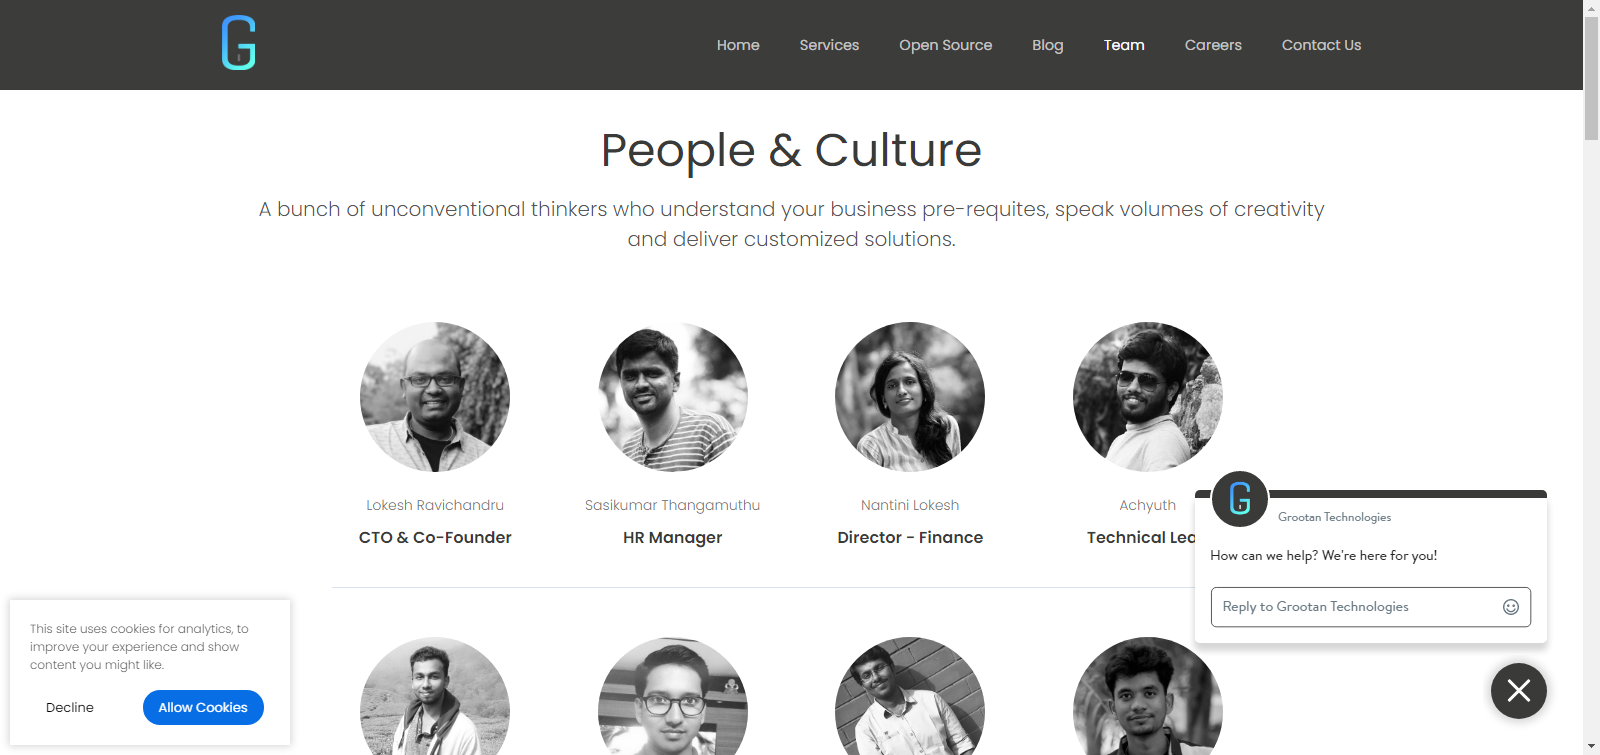 Home Services Open Source Blog Team Careers Contact Us
People & Culture
A bunch of unconventional thinkers who understand your business pre-requites, speak volumes of creativity
and deliver customized solutions.
Lokesh Ravichandru
CTO & Co-Founder
Sasikumar Thangamuthu
HR Manager
Nantini Lokesh
Director - Finance
Achyuth
Technical Lea
Grootan Technologies
How can we help? We're here for you!
Reply to Grootan Technologies
This site uses cookies for analytics, to
improve your experience and show
content you might like.
Decline
Allow Cookies